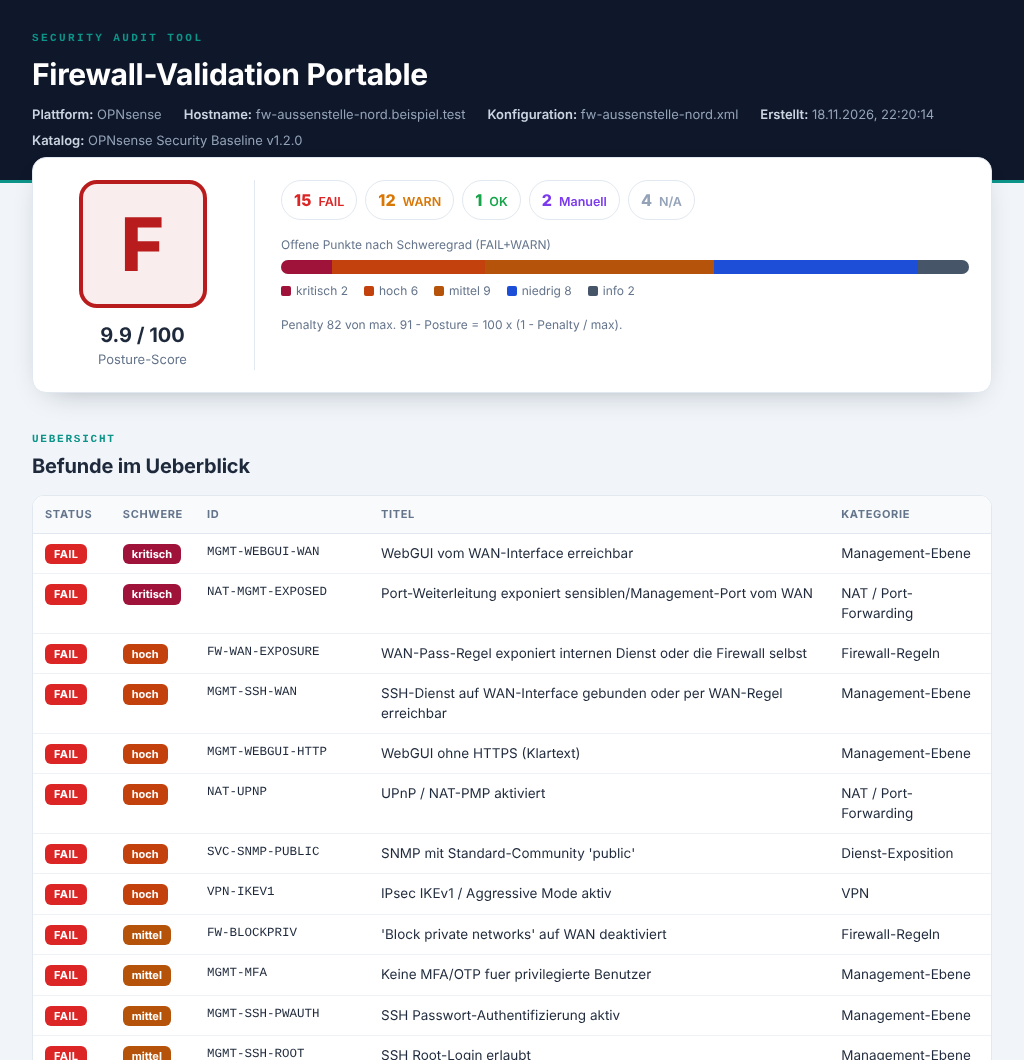 SECURITY AUDIT TOOL
Firewall-Validation Portable
Plattform: OPNsense Hostname: fw-aussenstelle-nord.beispiel.test Konfiguration: fw-aussenstelle-nord.xml Erstellt: 18.11.2026, 22:20:14
Katalog: OPNsense Security Baseline v1.2.0
F
9.9 / 100
Posture-Score
15 FAIL 12 WARN 1 OK 2 Manuell 4 N/A
Offene Punkte nach Schweregrad (FAIL+WARN)
kritisch 2 hoch 6 mittel 9 niedrig 8 info 2
Penalty 82 von max. 91 - Posture = 100 x (1 - Penalty / max).
UEBERSICHT
Befunde im Ueberblick
STATUS SCHWERE ID TITEL KATEGORIE
FAIL kritisch MGMT-WEBGUI-WAN WebGUI vom WAN-Interface erreichbar Management-Ebene
FAIL kritisch NAT-MGMT-EXPOSED Port-Weiterleitung exponiert sensiblen/Management-Port vom WAN NAT / Port-
Forwarding
FAIL hoch FW-WAN-EXPOSURE WAN-Pass-Regel exponiert internen Dienst oder die Firewall selbst Firewall-Regeln
FAIL hoch MGMT-SSH-WAN SSH-Dienst auf WAN-Interface gebunden oder per WAN-Regel Management-Ebene
erreichbar
FAIL hoch MGMT-WEBGUI-HTTP WebGUI ohne HTTPS (Klartext) Management-Ebene
FAIL hoch NAT-UPNP UPnP / NAT-PMP aktiviert NAT / Port-
Forwarding
FAIL hoch SVC-SNMP-PUBLIC SNMP mit Standard-Community 'public' Dienst-Exposition
FAIL hoch VPN-IKEV1 IPsec IKEv1 / Aggressive Mode aktiv VPN
FAIL mittel FW-BLOCKPRIV 'Block private networks' auf WAN deaktiviert Firewall-Regeln
FAIL mittel MGMT-MFA Keine MFA/OTP fuer privilegierte Benutzer Management-Ebene
FAIL mittel MGMT-SSH-PWAUTH SSH Passwort-Authentifizierung aktiv Management-Ebene
FAIL mittel MGMT-SSH-ROOT SSH Root-Login erlaubt Management-Ebene